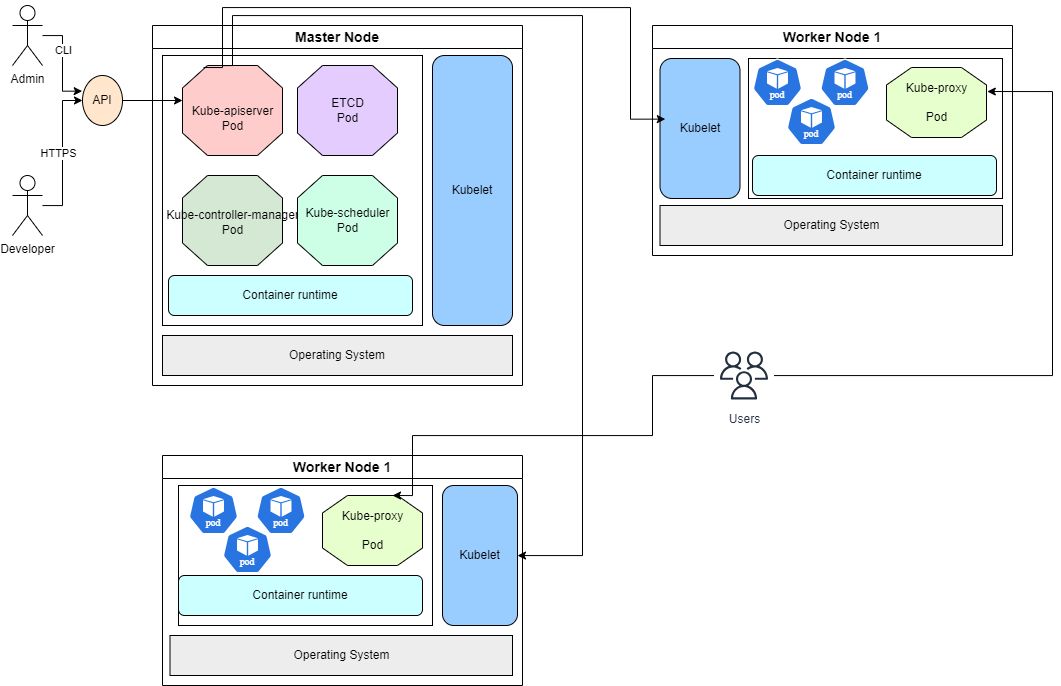 Admin
CLI
API
HTTPS
Developer
Master Node
Kube-apiserver
Pod
ETCD
Pod
Kube-controller-manager
Pod
Kube-scheduler
Pod
Container runtime
Kubelet
Operating System
Worker Node 1
Kubelet
pod
pod
pod
Kube-proxy
Pod
Container runtime
Operating System
Users
Worker Node 1
pod
pod
pod
Kube-proxy
Pod
Container runtime
Kubelet
Operating System